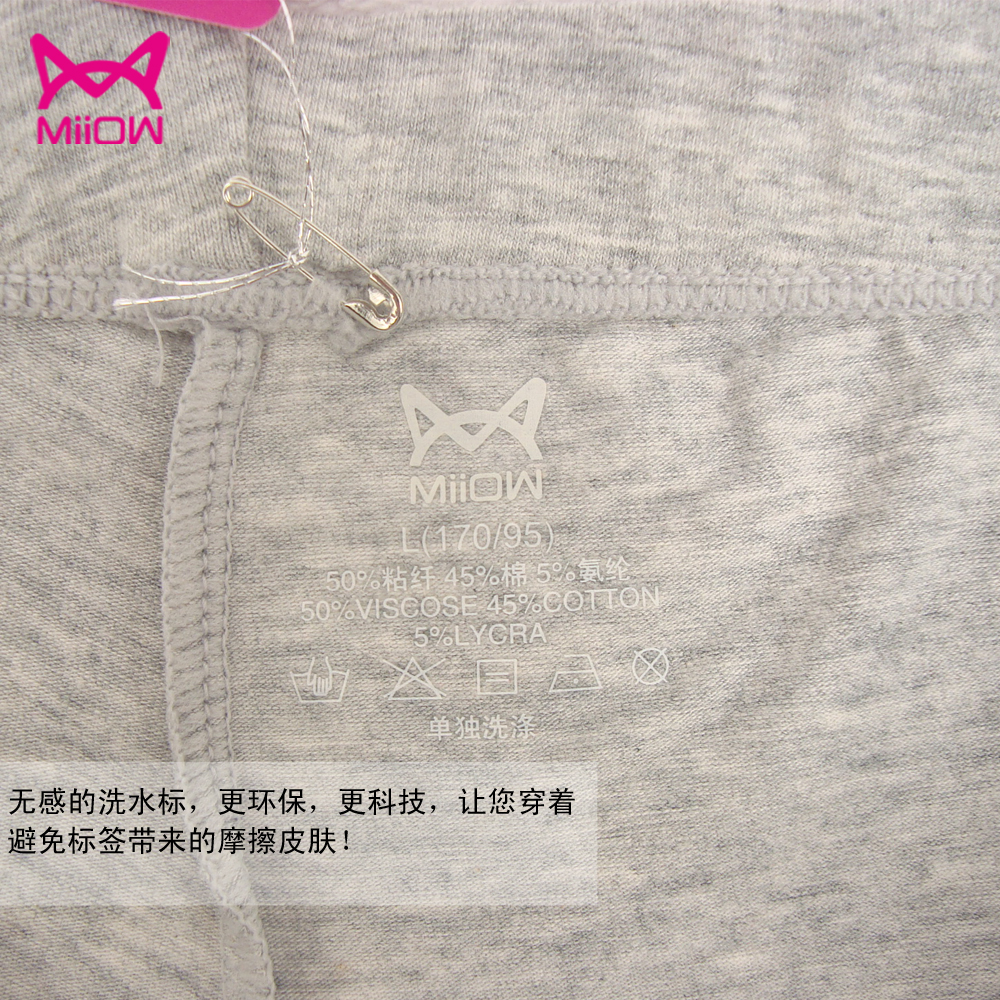 MiiOW
MiiOW
L(170/95)
50%粘纤 45%棉 5%氨纶
50%VISCOSE 45%COTTON
5%LYCRA
单独洗涤
无感的洗水标，更环保，更科技，让您穿着
避免标签带来的摩擦皮肤！